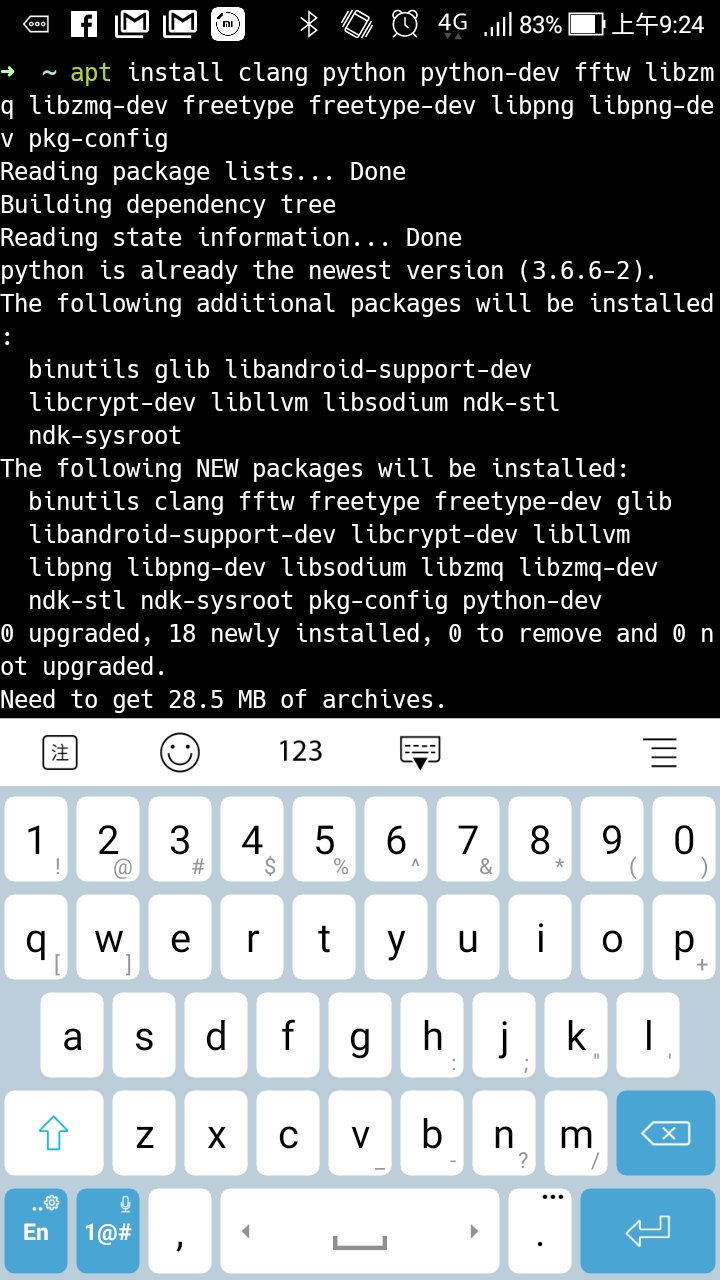 4G 83% 上午9:24
➜ ~ apt install clang python python-dev fftw libzm
q libzmq-dev freetype freetype-dev libpng libpng-de
v pkg-config
Reading package lists... Done
Building dependency tree
Reading state information... Done
python is already the newest version (3.6.6-2).
The following additional packages will be installed
:
binutils glib libandroid-support-dev
libcrypt-dev libllvm libsodium ndk-stl
ndk-sysroot
The following NEW packages will be installed:
binutils clang fftw freetype freetype-dev glib
libandroid-support-dev libcrypt-dev libllvm
libpng libpng-dev libsodium libzmq libzmq-dev
ndk-stl ndk-sysroot pkg-config python-dev
0 upgraded, 18 newly installed, 0 to remove and 0 n
ot upgraded.
Need to get 28.5 MB of archives.
注 123
1 ! 2 @ 3 # 4 $ 5 % 6 ^ 7 & 8 * 9 ( 0 )
q [ w ] e r t y u i o p +
a s d f g h : j ; k " l '
z x c v _ b - n ? m /
En 1@# , .